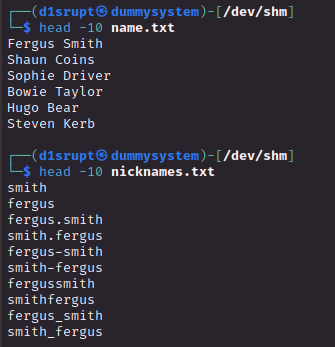 ┌──(d1srupt㉿dummysystem)-[/dev/shm]
└─$ head -10 name.txt
Fergus Smith
Shaun Coins
Sophie Driver
Bowie Taylor
Hugo Bear
Steven Kerb
┌──(d1srupt㉿dummysystem)-[/dev/shm]
└─$ head -10 nicknames.txt
smith
fergus
fergus.smith
smith.fergus
fergus-smith
smith-fergus
fergussmith
smithfergus
fergus_smith
smith_fergus